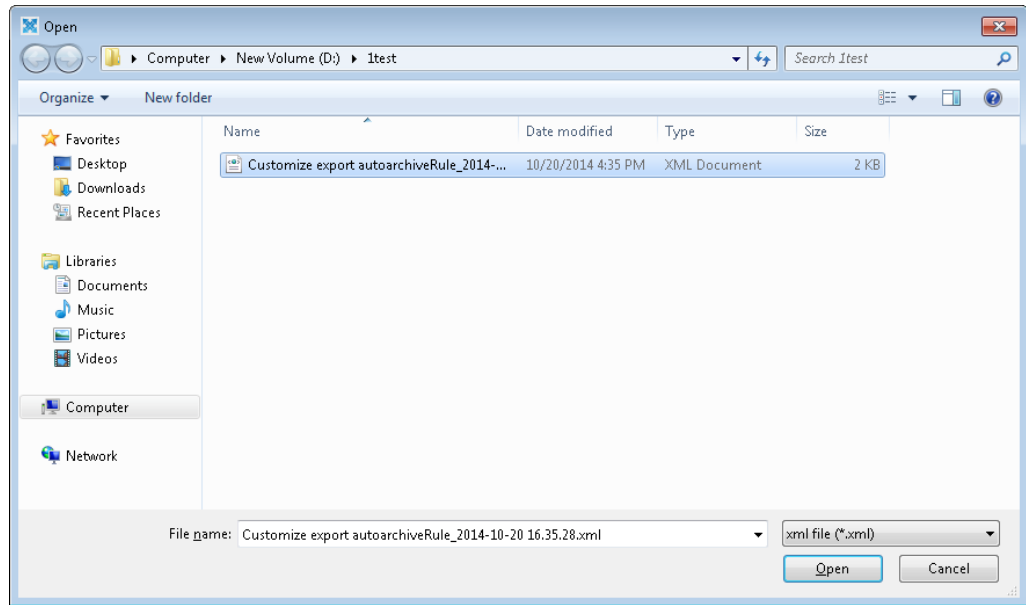 Open
Computer New Volume (D:) 1test Search 1test
Organize New folder
Name Date modified Type Size
Customize export autoarchiveRule_2014-... 10/20/2014 4:35 PM XML Document 2 KB
Favorites
Desktop
Downloads
Recent Places
Libraries
Documents
Music
Pictures
Videos
Computer
Network
File name: Customize export autoarchiveRule_2014-10-20 16.35.28.xml xml file (*.xml)
Open Cancel